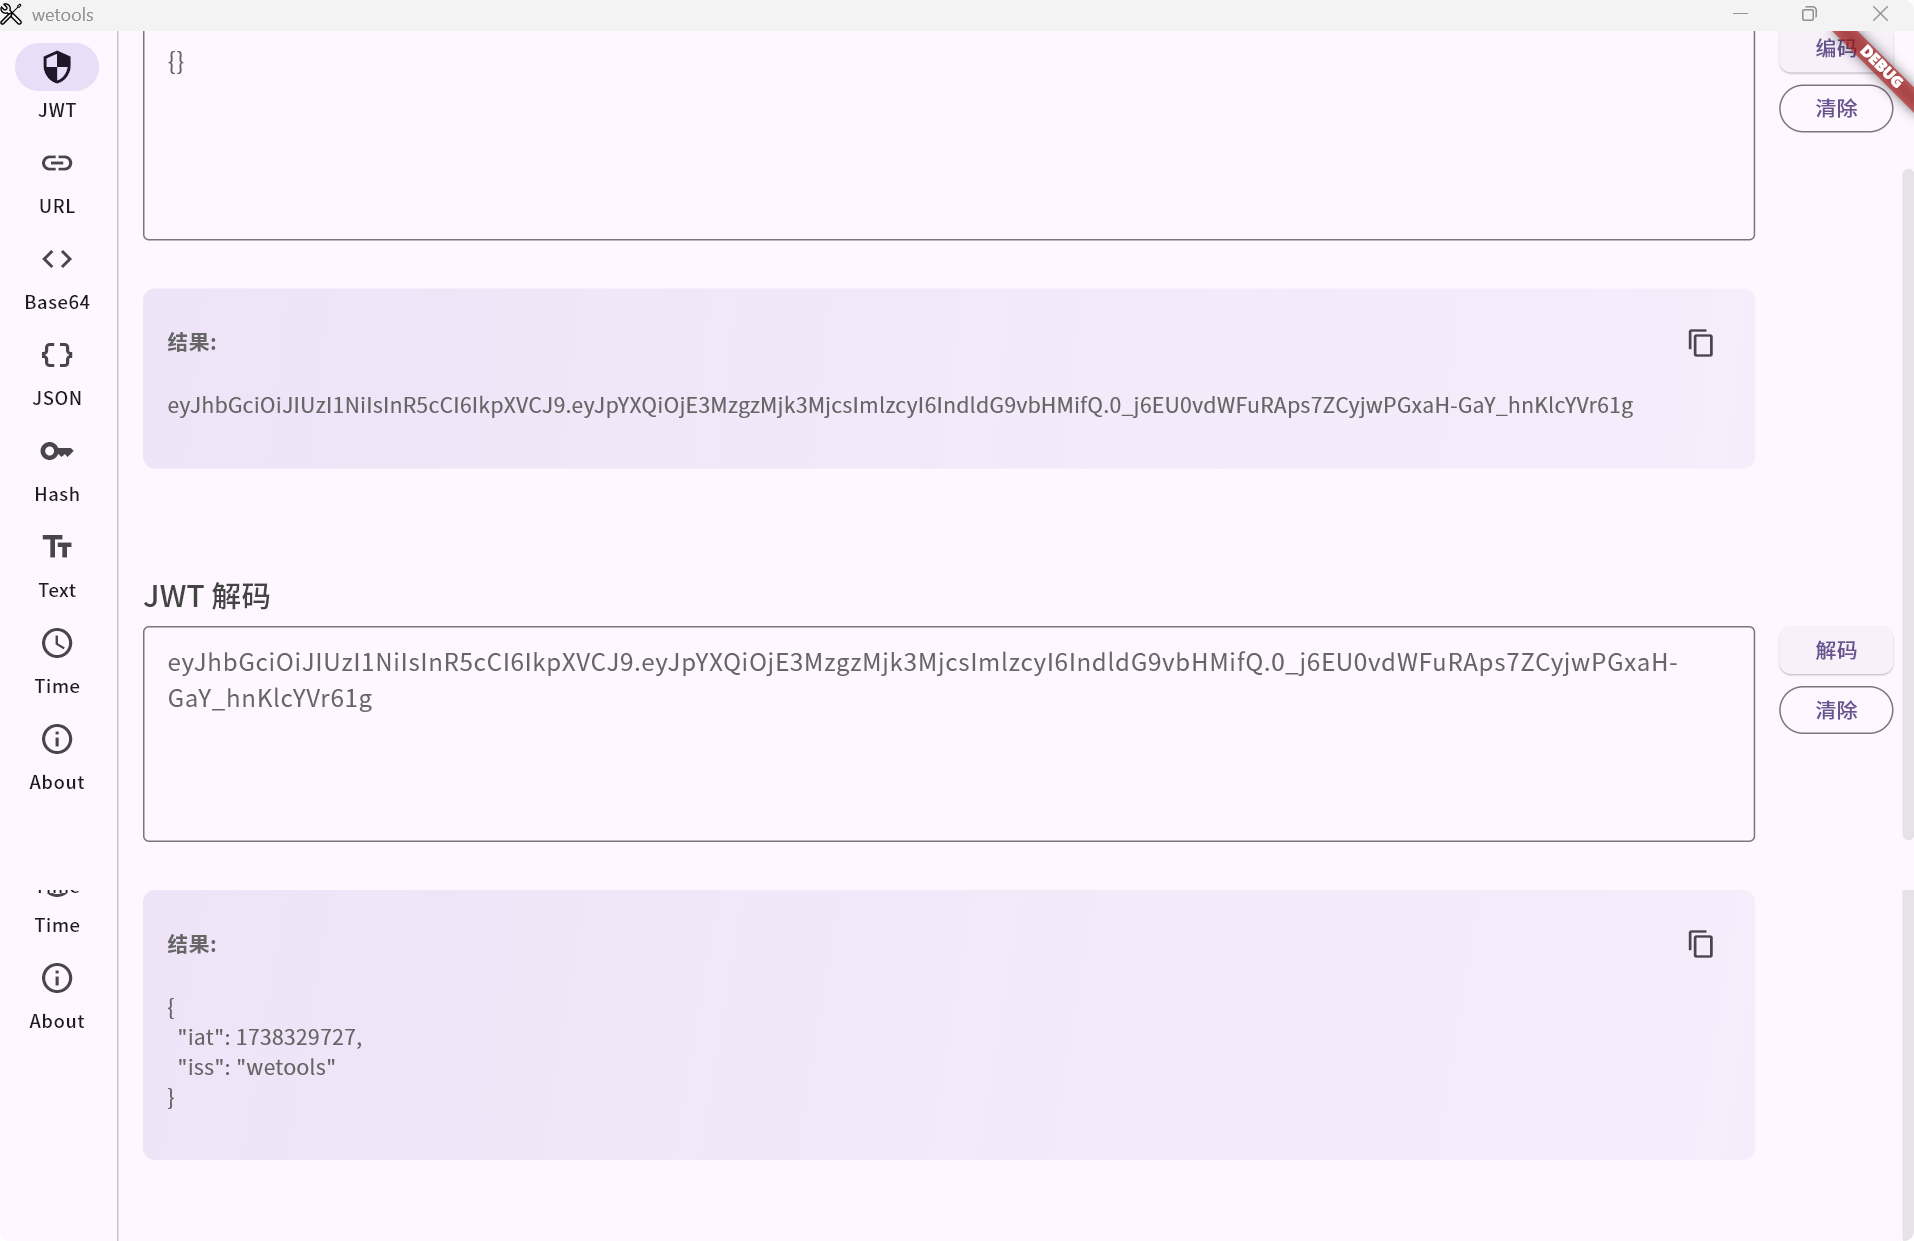 wetools
JWT
URL
Base64
JSON
Hash
Text
Time
About
Time
About
{}
编码
DEBUG
清除
结果:
eyJhbGciOiJIUzI1NiIsInR5cCI6IkpXVCJ9.eyJpYXQiOjE3MzgzMjk3MjcsImlzcyI6IndldG9vbHMifQ.0_j6EU0vdWFuRAps7ZCyjwPGxaH-GaY_hnKlcYVr61g
JWT 解码
eyJhbGciOiJIUzI1NiIsInR5cCI6IkpXVCJ9.eyJpYXQiOjE3MzgzMjk3MjcsImlzcyI6IndldG9vbHMifQ.0_j6EU0vdWFuRAps7ZCyjwPGxaH-
GaY_hnKlcYVr61g
解码
清除
结果:
{
"iat": 1738329727,
"iss": "wetools"
}